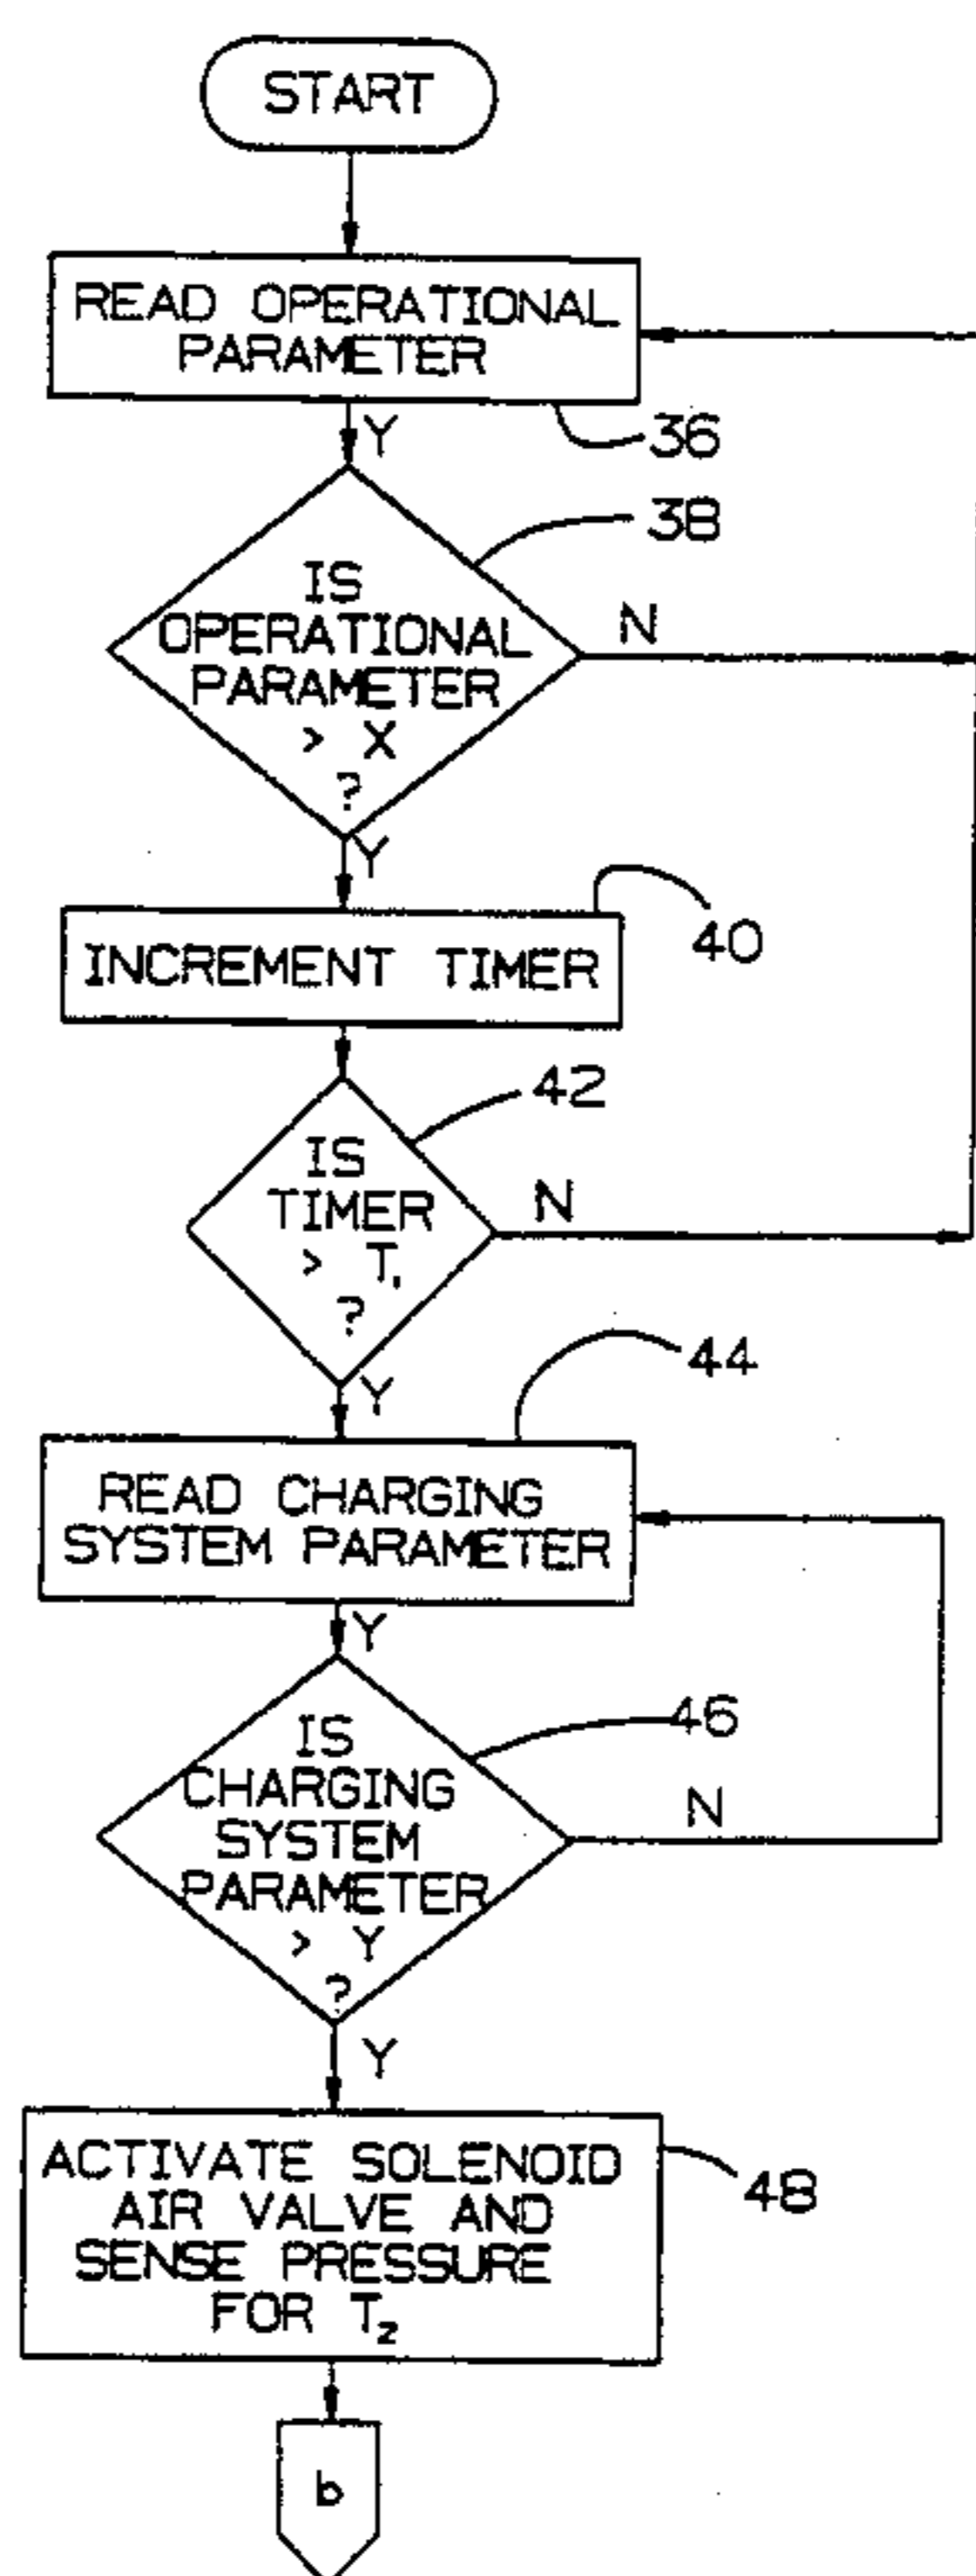 START
READ OPERATIONAL
PARAMETER
Y
36
38
IS
OPERATIONAL
PARAMETER
> X
?
N
Y
40
INCREMENT TIMER
42
IS
TIMER
> T₁
?
N
Y
44
READ CHARGING
SYSTEM PARAMETER
Y
46
IS
CHARGING
SYSTEM
PARAMETER
> Y
?
N
Y
ACTIVATE SOLENOID
AIR VALVE AND
SENSE PRESSURE
FOR T₂
48
b